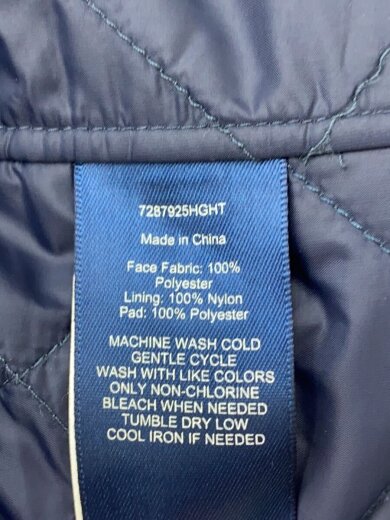 7287925HGHT
Made in China
Face Fabric: 100%
Polyester
Lining: 100% Nylon
Pad: 100% Polyester
MACHINE WASH COLD
GENTLE CYCLE
WASH WITH LIKE COLORS
ONLY NON-CHLORINE
BLEACH WHEN NEEDED
TUMBLE DRY LOW
COOL IRON IF NEEDED